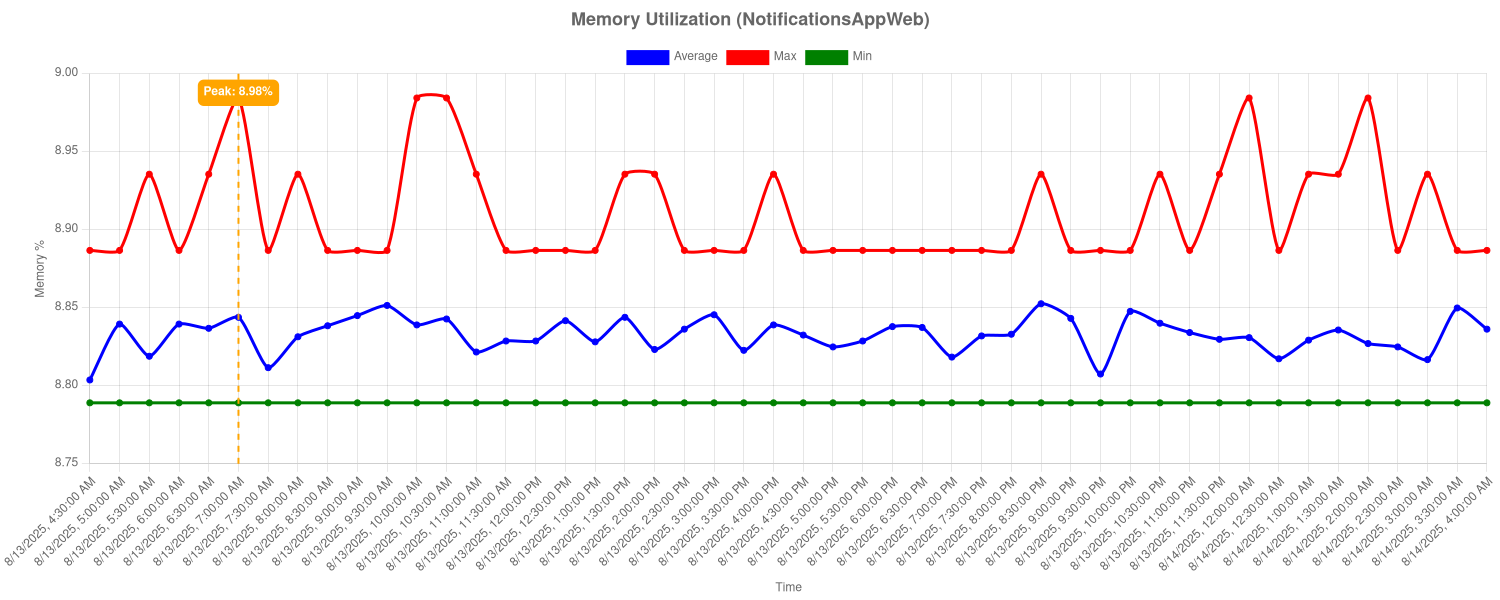 Memory Utilization (NotificationsAppWeb)
Average Max Min
Peak: 8.98%
9.00
8.95
8.90
8.85
8.80
8.75
Memory %
8/13/2025, 4:30:00 AM
8/13/2025, 5:00:00 AM
8/13/2025, 5:30:00 AM
8/13/2025, 6:00:00 AM
8/13/2025, 6:30:00 AM
8/13/2025, 7:00:00 AM
8/13/2025, 7:30:00 AM
8/13/2025, 8:00:00 AM
8/13/2025, 8:30:00 AM
8/13/2025, 9:00:00 AM
8/13/2025, 9:30:00 AM
8/13/2025, 10:00:00 AM
8/13/2025, 10:30:00 AM
8/13/2025, 11:00:00 AM
8/13/2025, 11:30:00 AM
8/13/2025, 12:00:00 PM
8/13/2025, 12:30:00 PM
8/13/2025, 1:00:00 PM
8/13/2025, 1:30:00 PM
8/13/2025, 2:00:00 PM
8/13/2025, 2:30:00 PM
8/13/2025, 3:00:00 PM
8/13/2025, 3:30:00 PM
8/13/2025, 4:00:00 PM
8/13/2025, 4:30:00 PM
8/13/2025, 5:00:00 PM
8/13/2025, 5:30:00 PM
8/13/2025, 6:00:00 PM
8/13/2025, 6:30:00 PM
8/13/2025, 7:00:00 PM
8/13/2025, 7:30:00 PM
8/13/2025, 8:00:00 PM
8/13/2025, 8:30:00 PM
8/13/2025, 9:00:00 PM
8/13/2025, 9:30:00 PM
8/13/2025, 10:00:00 PM
8/13/2025, 10:30:00 PM
8/13/2025, 11:00:00 PM
8/13/2025, 11:30:00 PM
8/14/2025, 12:00:00 AM
8/14/2025, 12:30:00 AM
8/14/2025, 1:00:00 AM
8/14/2025, 1:30:00 AM
8/14/2025, 2:00:00 AM
8/14/2025, 2:30:00 AM
8/14/2025, 3:00:00 AM
8/14/2025, 3:30:00 AM
8/14/2025, 4:00:00 AM
Time